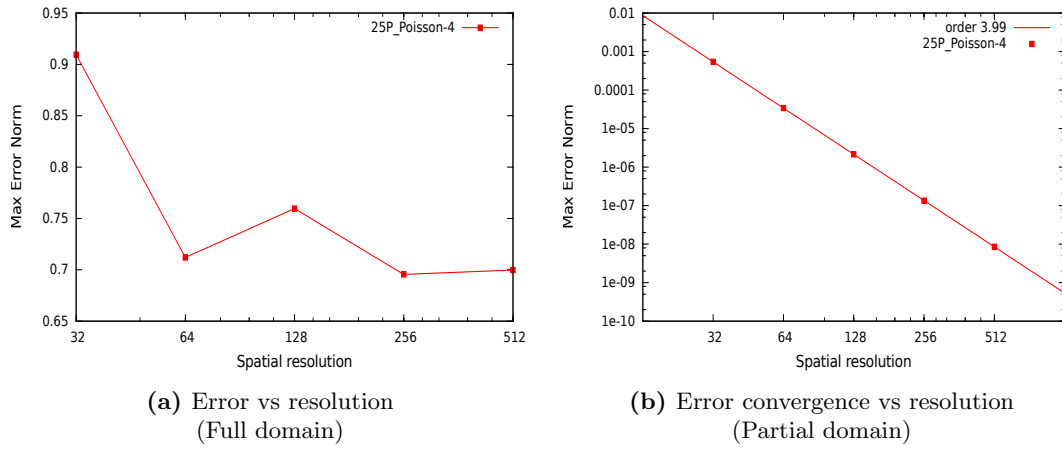 0.95
0.9
0.85
0.8
0.75
0.7
0.65
Max Error Norm
25P_Poisson-4
32 64 128 256 512
Spatial resolution
(a) Error vs resolution
(Full domain)
0.01
0.001
0.0001
1e-05
1e-06
1e-07
1e-08
1e-09
1e-10
Max Error Norm
order 3.99
25P_Poisson-4
32 64 128 256 512
Spatial resolution
(b) Error convergence vs resolution
(Partial domain)